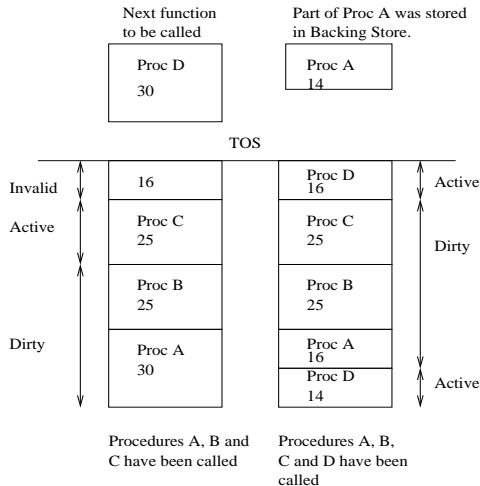 Next function
to be called
Part of Proc A was stored
in Backing Store.
Proc D
30
Proc A
14
TOS
Invalid
Active
Dirty
16
Proc C
25
Proc B
25
Proc A
30
Proc D
16
Proc C
25
Proc B
25
Proc A
16
Proc D
14
Active
Dirty
Active
Procedures A, B and
C have been called
Procedures A, B,
C and D have been
called